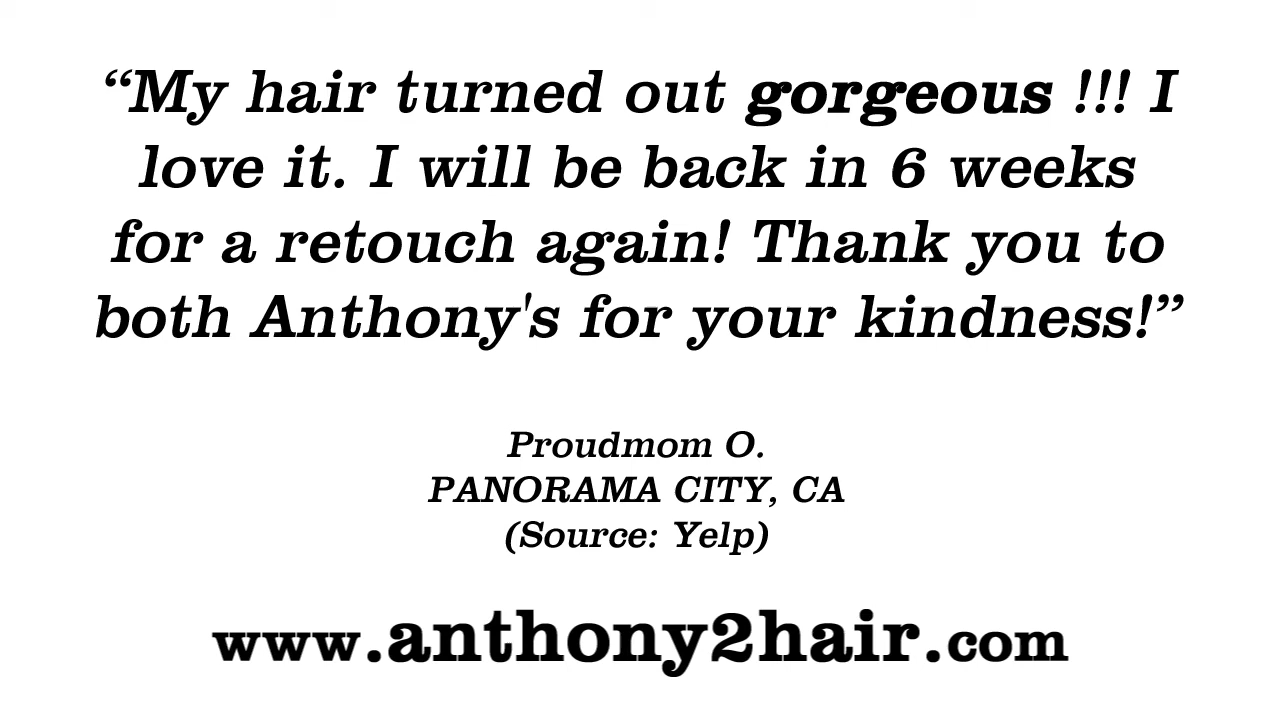 “My hair turned out gorgeous !!! I
love it. I will be back in 6 weeks
for a retouch again! Thank you to
both Anthony's for your kindness!”
Proudmom O.
PANORAMA CITY, CA
(Source: Yelp)
www.anthony2hair.com